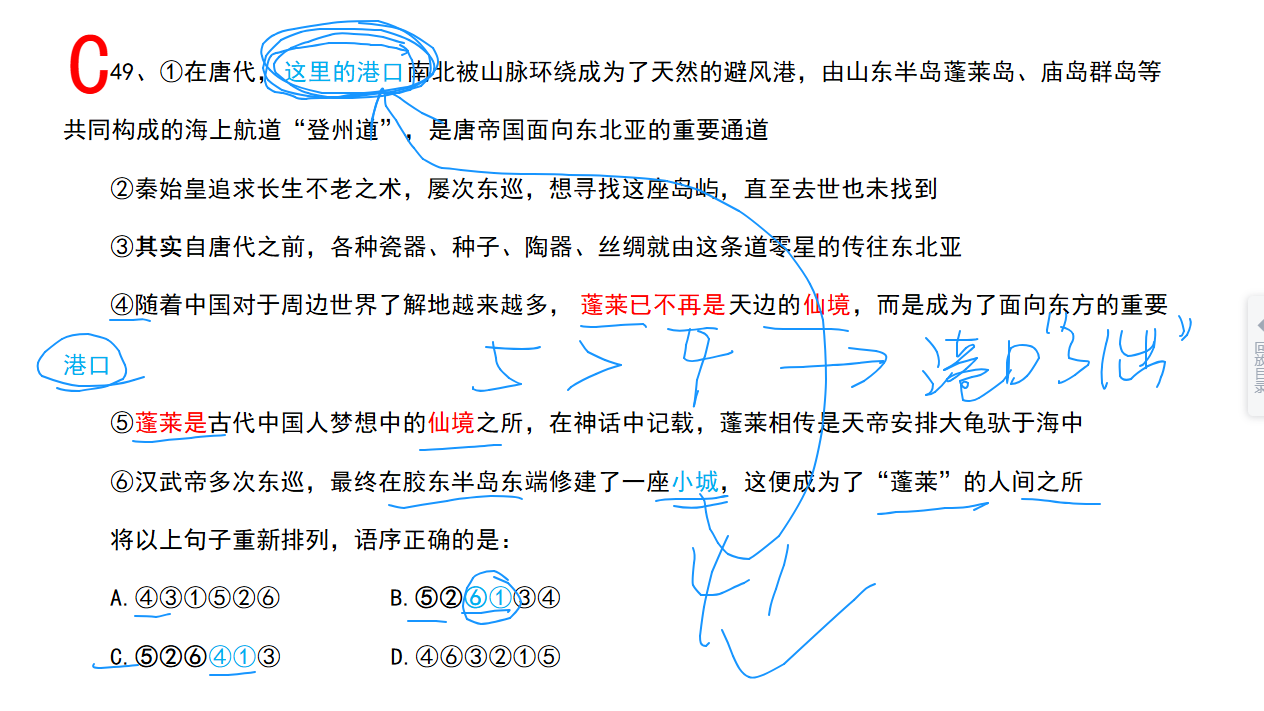 C
49、①在唐代，这里的港口南北被山脉环绕成为了天然的避风港，由山东半岛蓬莱岛、庙岛群岛等
共同构成的海上航道“登州道”，是唐帝国面向东北亚的重要通道
②秦始皇追求长生不老之术，屡次东巡，想寻找这座岛屿，直至去世也未找到
③其实自唐代之前，各种瓷器、种子、陶器、丝绸就由这条道零星的传往东北亚
④随着中国对于周边世界了解地越来越多，蓬莱已不再是天边的仙境，而是成为了面向东方的重要
港口
5 > 4 → 港口
⑤蓬莱是古代中国人梦想中的仙境之所，在神话中记载，蓬莱相传是天帝安排大龟驮于海中
⑥汉武帝多次东巡，最终在胶东半岛东端修建了一座小城，这便成为了“蓬莱”的人间之所
将以上句子重新排列，语序正确的是：
A.④③①⑤②⑥ B.⑤②⑥①③④
C.⑤②⑥④①③ D.④⑥③②①⑤
回放目录